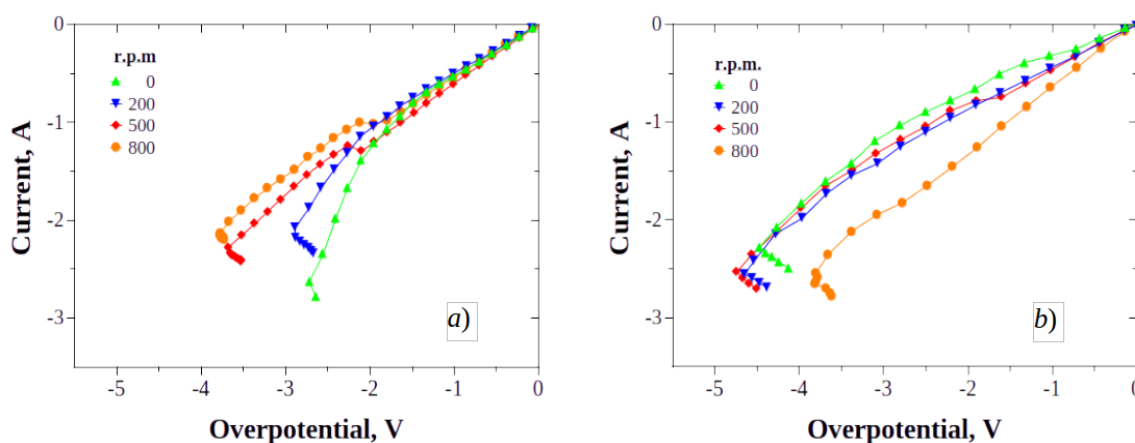 0
-1
-2
-3
Current, A
r.p.m
0
200
500
800
a)
-5 -4 -3 -2 -1 0
Overpotential, V
0
-1
-2
-3
Current, A
r.p.m.
0
200
500
800
b)
-5 -4 -3 -2 -1 0
Overpotential, V